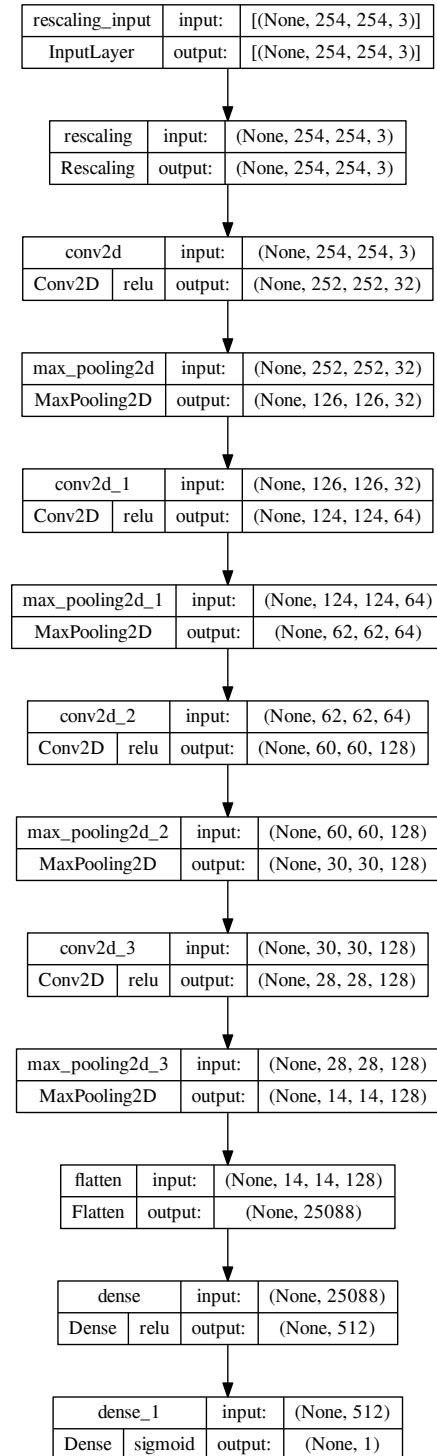 rescaling_input input: [(None, 254, 254, 3)]
InputLayer output: [(None, 254, 254, 3)]
rescaling input: (None, 254, 254, 3)
Rescaling output: (None, 254, 254, 3)
conv2d input: (None, 254, 254, 3)
Conv2D relu output: (None, 252, 252, 32)
max_pooling2d input: (None, 252, 252, 32)
MaxPooling2D output: (None, 126, 126, 32)
conv2d_1 input: (None, 126, 126, 32)
Conv2D relu output: (None, 124, 124, 64)
max_pooling2d_1 input: (None, 124, 124, 64)
MaxPooling2D output: (None, 62, 62, 64)
conv2d_2 input: (None, 62, 62, 64)
Conv2D relu output: (None, 60, 60, 128)
max_pooling2d_2 input: (None, 60, 60, 128)
MaxPooling2D output: (None, 30, 30, 128)
conv2d_3 input: (None, 30, 30, 128)
Conv2D relu output: (None, 28, 28, 128)
max_pooling2d_3 input: (None, 28, 28, 128)
MaxPooling2D output: (None, 14, 14, 128)
flatten input: (None, 14, 14, 128)
Flatten output: (None, 25088)
dense input: (None, 25088)
Dense relu output: (None, 512)
dense_1 input: (None, 512)
Dense sigmoid output: (None, 1)